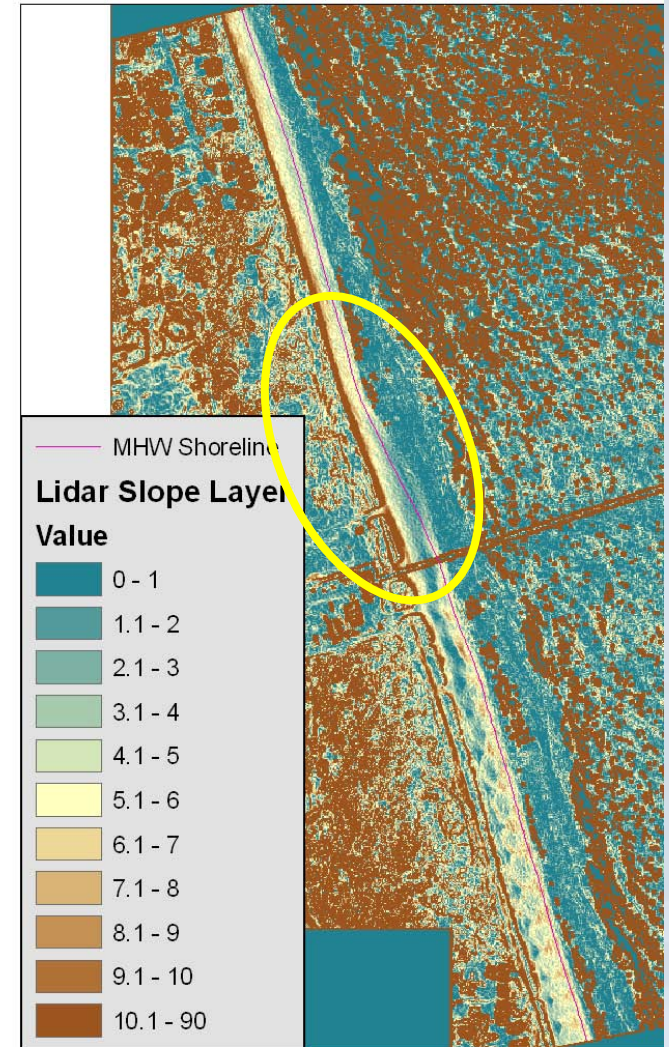 MHW Shoreline
Lidar Slope Layer
Value
0 - 1
1.1 - 2
2.1 - 3
3.1 - 4
4.1 - 5
5.1 - 6
6.1 - 7
7.1 - 8
8.1 - 9
9.1 - 10
10.1 - 90